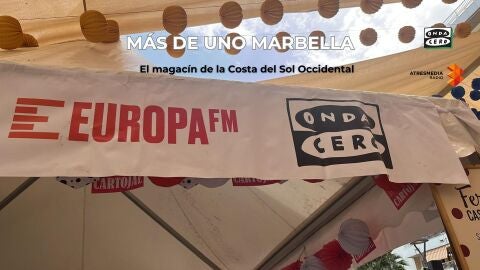 MÁS DE UNO MARBELLA
El magacín de la Costa del Sol Occidental
ONDA
CERO
ATRESMEDIA
RADIO
EUROPA FM
ONDA
CERO
CARTOJAL
CARTOJAL
CARTOJAL